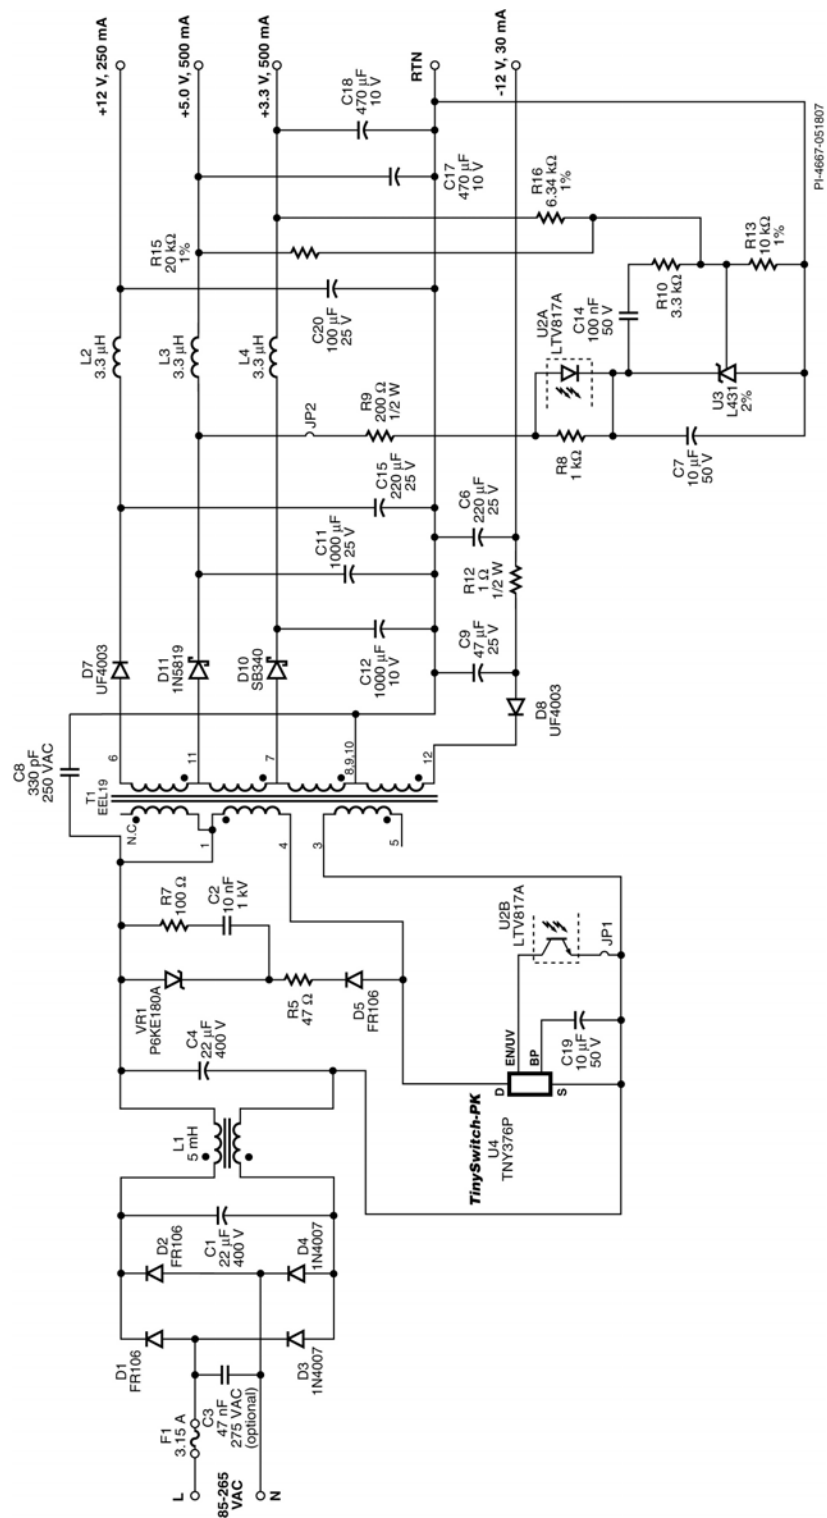 C8
330 pF
250 VAC
D7
UF4003
L2
3.3 µH
+12 V, 250 mA
R15
20 kΩ
1%
D11
1N5819
L3
3.3 µH
+5.0 V, 500 mA
C18
470 µF
10 V
D10
SB340
L4
3.3 µH
+3.3 V, 500 mA
C20
100 µF
25 V
C15
220 µF
25 V
C11
1000 µF
25 V
C12
1000 µF
10 V
JP2
R9
200 Ω
1/2 W
C17
470 µF
10 V
RTN
R16
6.34 kΩ
1%
C9
47 µF
25 V
R12
1 Ω
1/2 W
C6
220 µF
25 V
-12 V, 30 mA
D8
UF4003
R8
1 kΩ
U2A
LTV817A
C14
100 nF
50 V
R10
3.3 kΩ
R13
10 kΩ
1%
C7
10 µF
50 V
U3
L431
2%
PI-4667-051807
T1
EEL19
N.C.
1
4
3
5
6
11
7
8,9,10
12
F1
3.15 A
L
85-265
VAC
N
C3
47 nF
275 VAC
(optional)
D1
FR106
D2
FR106
D3
1N4007
D4
1N4007
C1
22 µF
400 V
L1
5 mH
C4
22 µF
400 V
VR1
P6KE180A
R7
100 Ω
C2
10 nF
1 kV
R5
47 Ω
D5
FR106
TinySwitch-PK
U4
TNY376P
D
S
EN/UV
BP
C19
10 µF
50 V
U2B
LTV817A
JP1